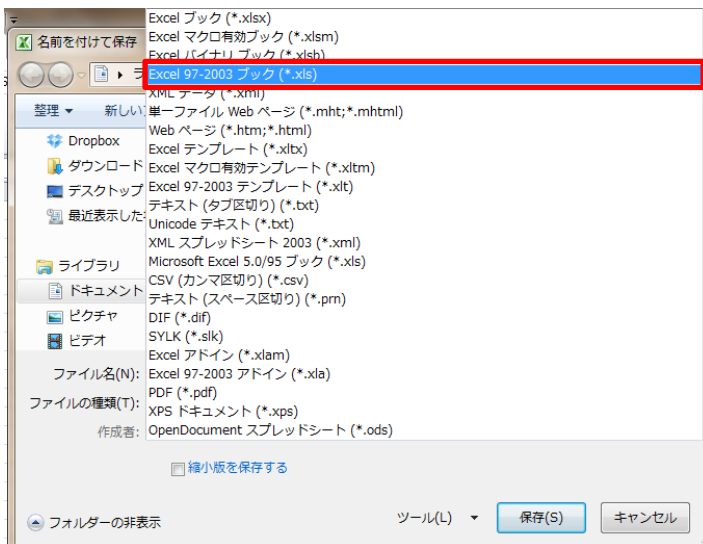 Excel ブック (*.xlsx)
名前を付けて保存
Excel マクロ有効ブック (*.xlsm)
Excel バイナリ ブック (*.xlsb)
Excel 97-2003 ブック (*.xls)
XML データ (*.xml)
整理
新しい
単一ファイル Web ページ (*.mht;*.mhtml)
Web ページ (*.htm;*.html)
Dropbox
Excel テンプレート (*.xltx)
ダウンロード
Excel マクロ有効テンプレート (*.xltm)
デスクトップ
Excel 97-2003 テンプレート (*.xlt)
テキスト (タブ区切り) (*.txt)
最近表示した
Unicode テキスト (*.txt)
XML スプレッドシート 2003 (*.xml)
ライブラリ
Microsoft Excel 5.0/95 ブック (*.xls)
CSV (カンマ区切り) (*.csv)
ドキュメント
テキスト (スペース区切り) (*.prn)
ピクチャ
DIF (*.dif)
ビデオ
SYLK (*.slk)
Excel アドイン (*.xlam)
ファイル名(N):
Excel 97-2003 アドイン (*.xla)
PDF (*.pdf)
ファイルの種類(T):
XPS ドキュメント (*.xps)
作成者:
OpenDocument スプレッドシート (*.ods)
縮小版を保存する
フォルダーの非表示
ツール(L)
保存(S)
キャンセル